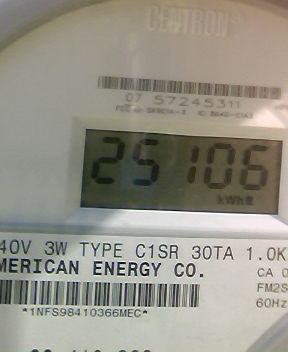 CENTRON
07 57245311
25106
kWh
40V 3W TYPE C1SR 30TA 1.0K
MERICAN ENERGY CO.
CA 0
FM2S
60Hz
*1NFS98410366MEC*